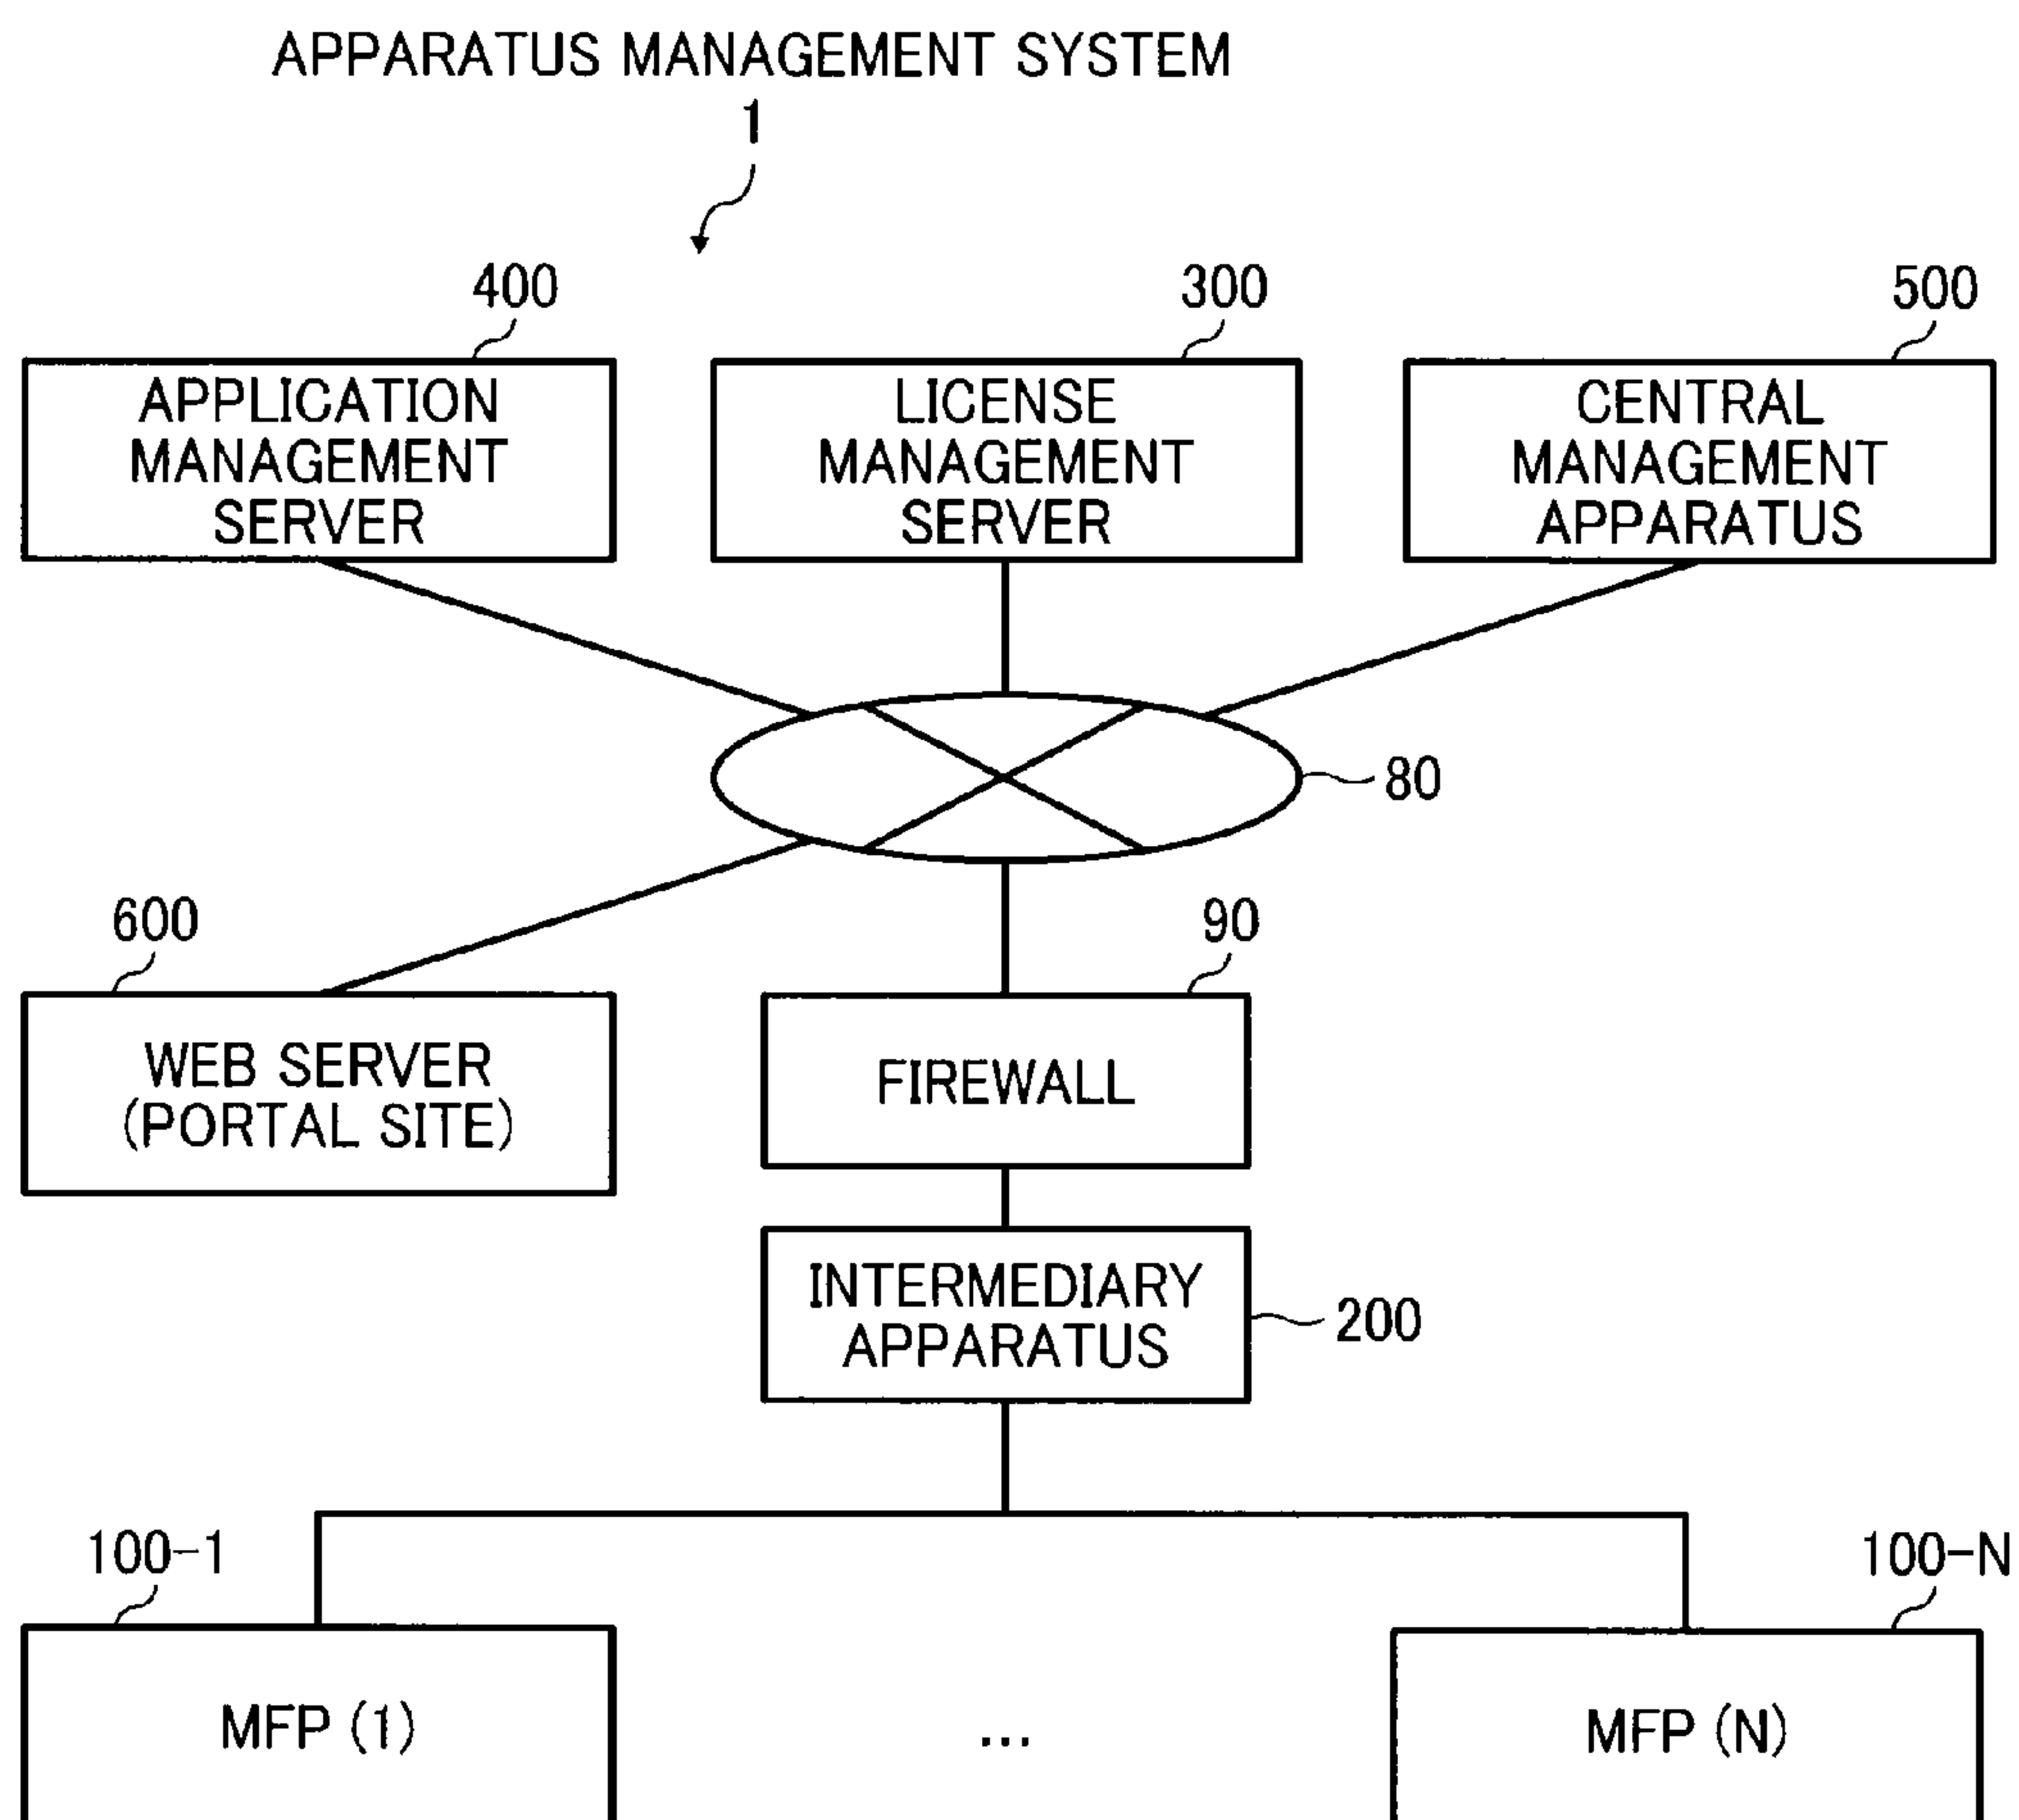 APPARATUS MANAGEMENT SYSTEM
1
400
300
500
APPLICATION
MANAGEMENT
SERVER
LICENSE
MANAGEMENT
SERVER
CENTRAL
MANAGEMENT
APPARATUS
80
600
90
WEB SERVER
(PORTAL SITE)
FIREWALL
INTERMEDIARY
APPARATUS
200
100-1
100-N
MFP (1)
...
MFP (N)